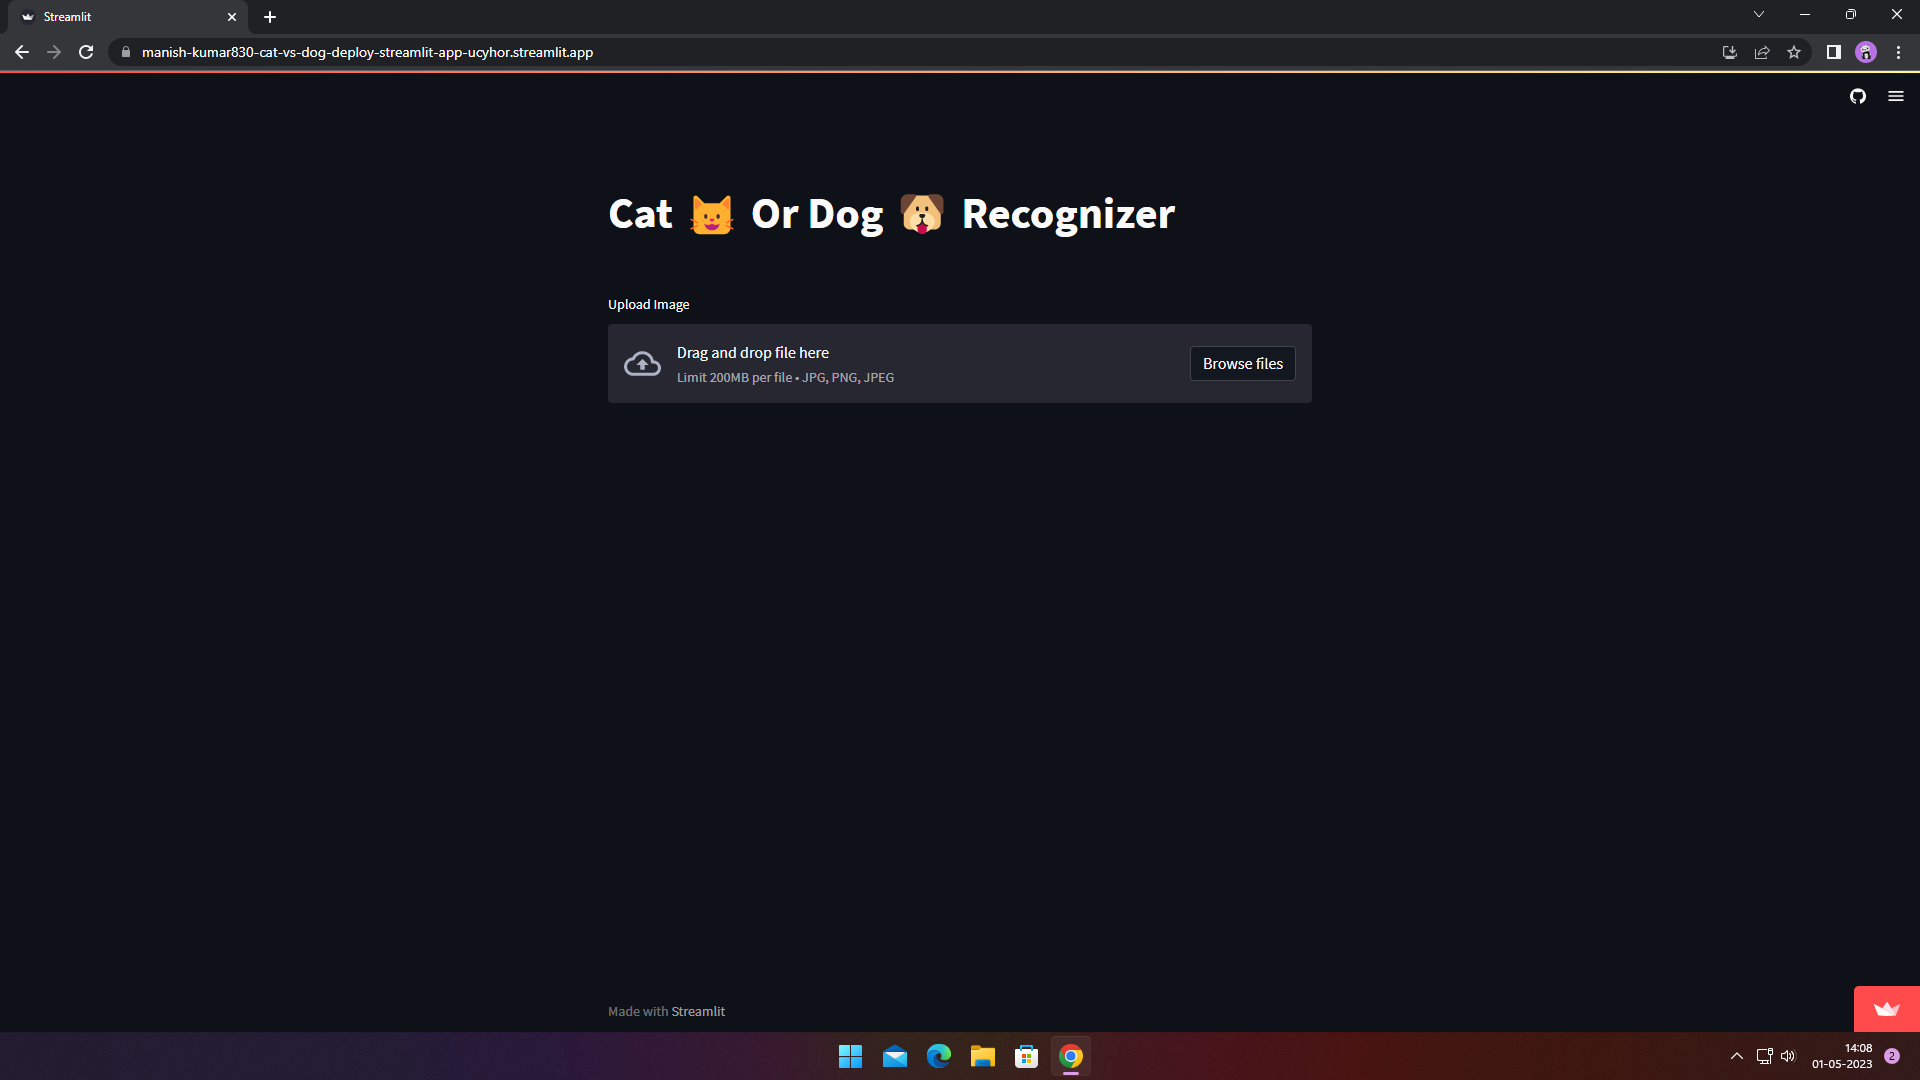 Streamlit
manish-kumar830-cat-vs-dog-deploy-streamlit-app-ucyhor.streamlit.app
Cat 😺 Or Dog 🐶 Recognizer
Upload Image
Drag and drop file here
Limit 200MB per file • JPG, PNG, JPEG
Browse files
Made with Streamlit
14:08
01-05-2023
2